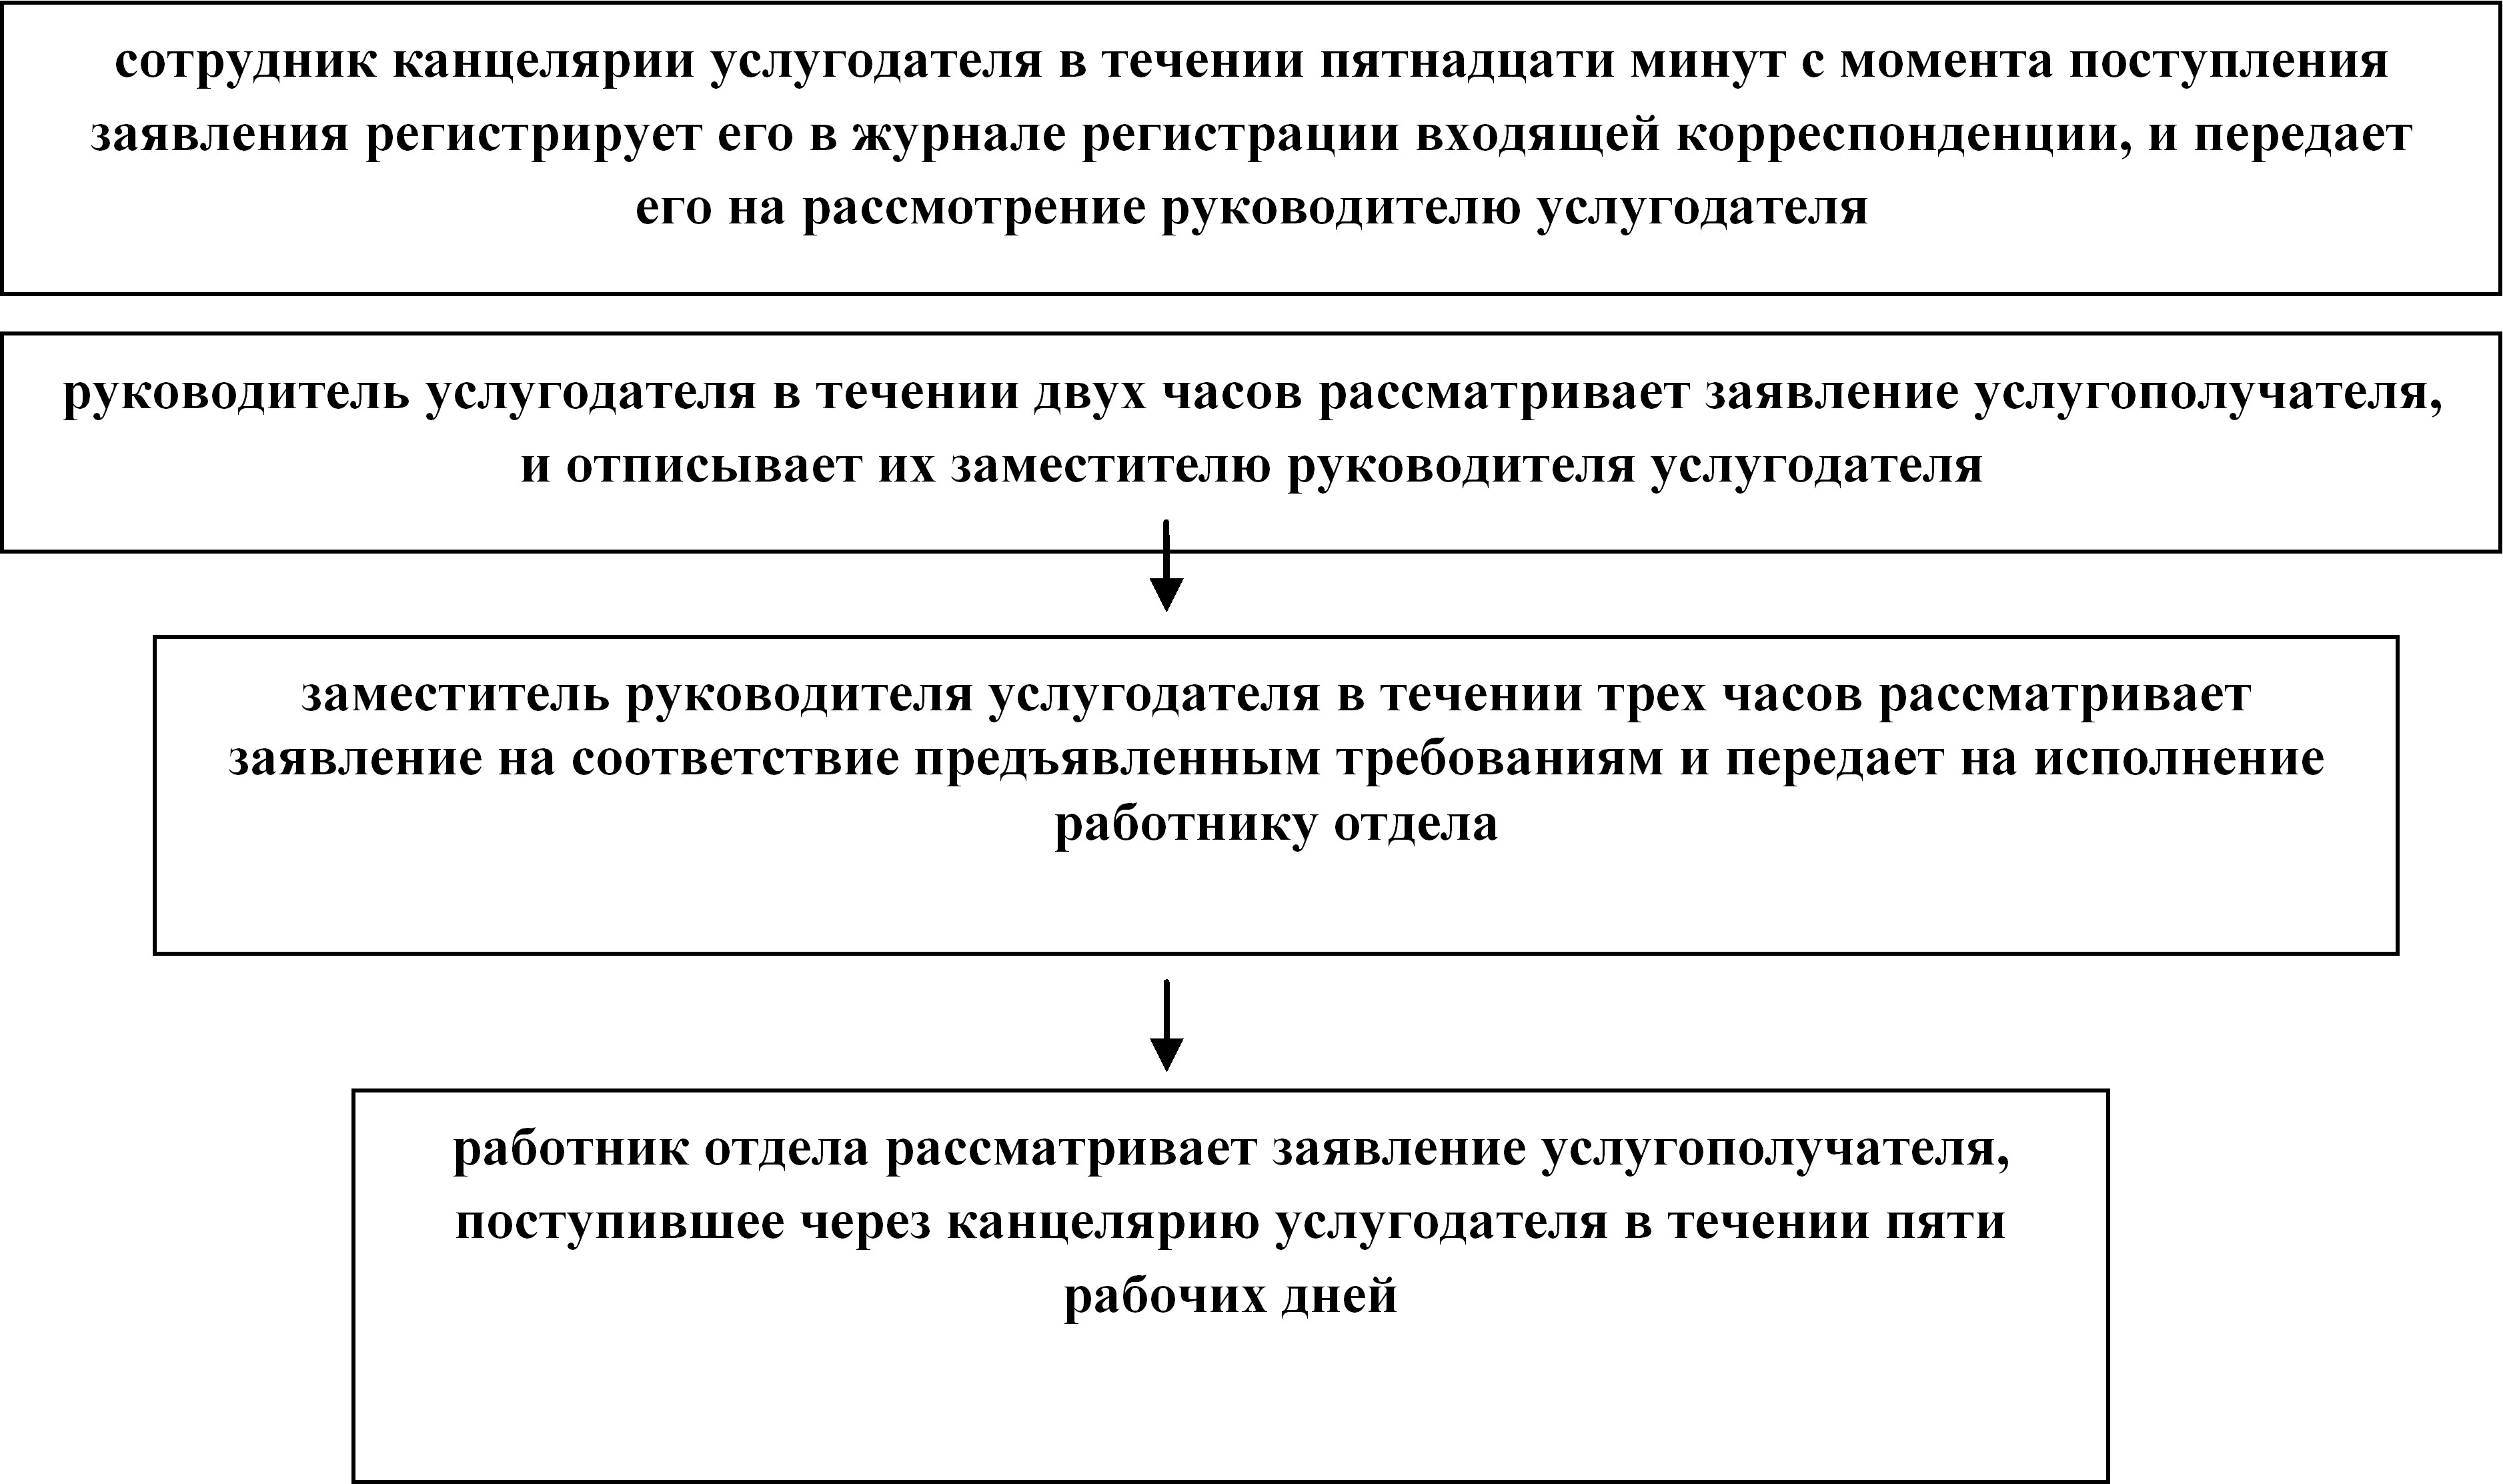 сотрудник канцелярии услугодателя в течении пятнадцати минут с момента поступления
заявления регистрирует его в журнале регистрации входящей корреспонденции, и передает
его на рассмотрение руководителю услугодателя
руководитель услугодателя в течении двух часов рассматривает заявление услугополучателя,
и отписывает их заместителю руководителя услугодателя
заместитель руководителя услугодателя в течении трех часов рассматривает
заявление на соответствие предъявленным требованиям и передает на исполнение
работнику отдела
работник отдела рассматривает заявление услугополучателя,
поступившее через канцелярию услугодателя в течении пяти
рабочих дней